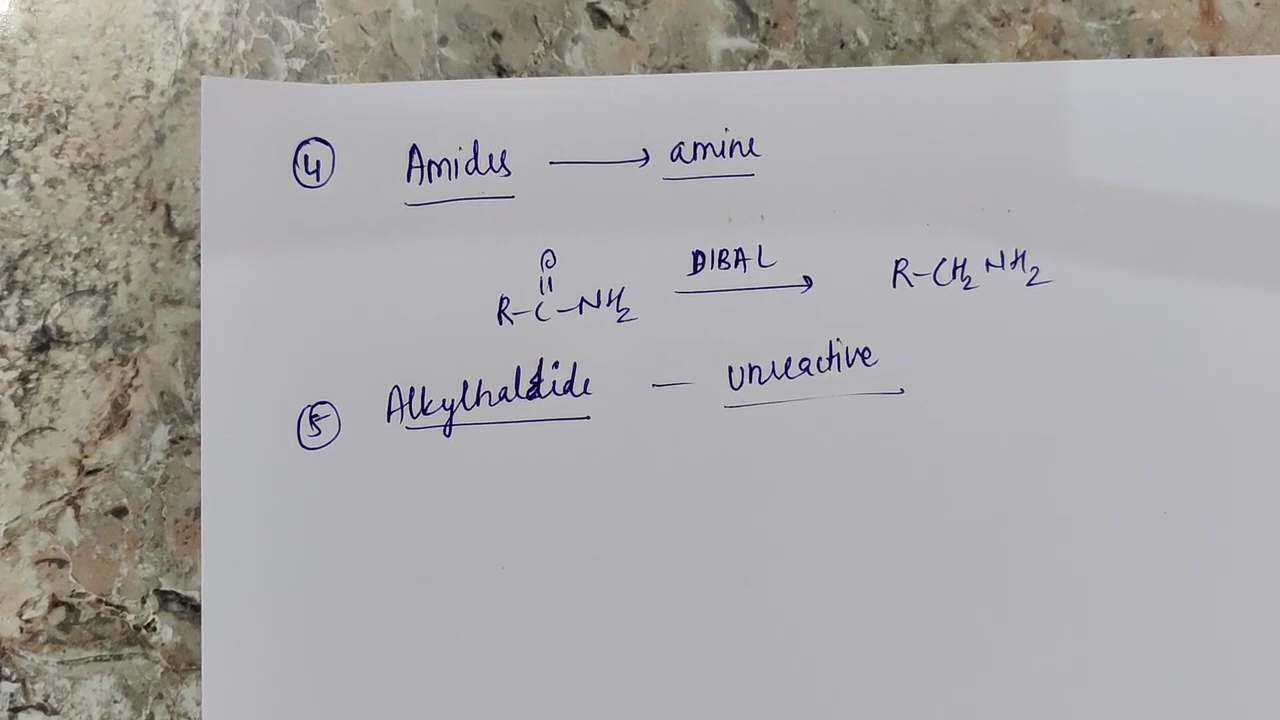 ④ Amides ⟶ amine
O
||
R-C-NH₂ DIBAL ⟶ R-CH₂NH₂
⑤ Alkylhalide — unreactive